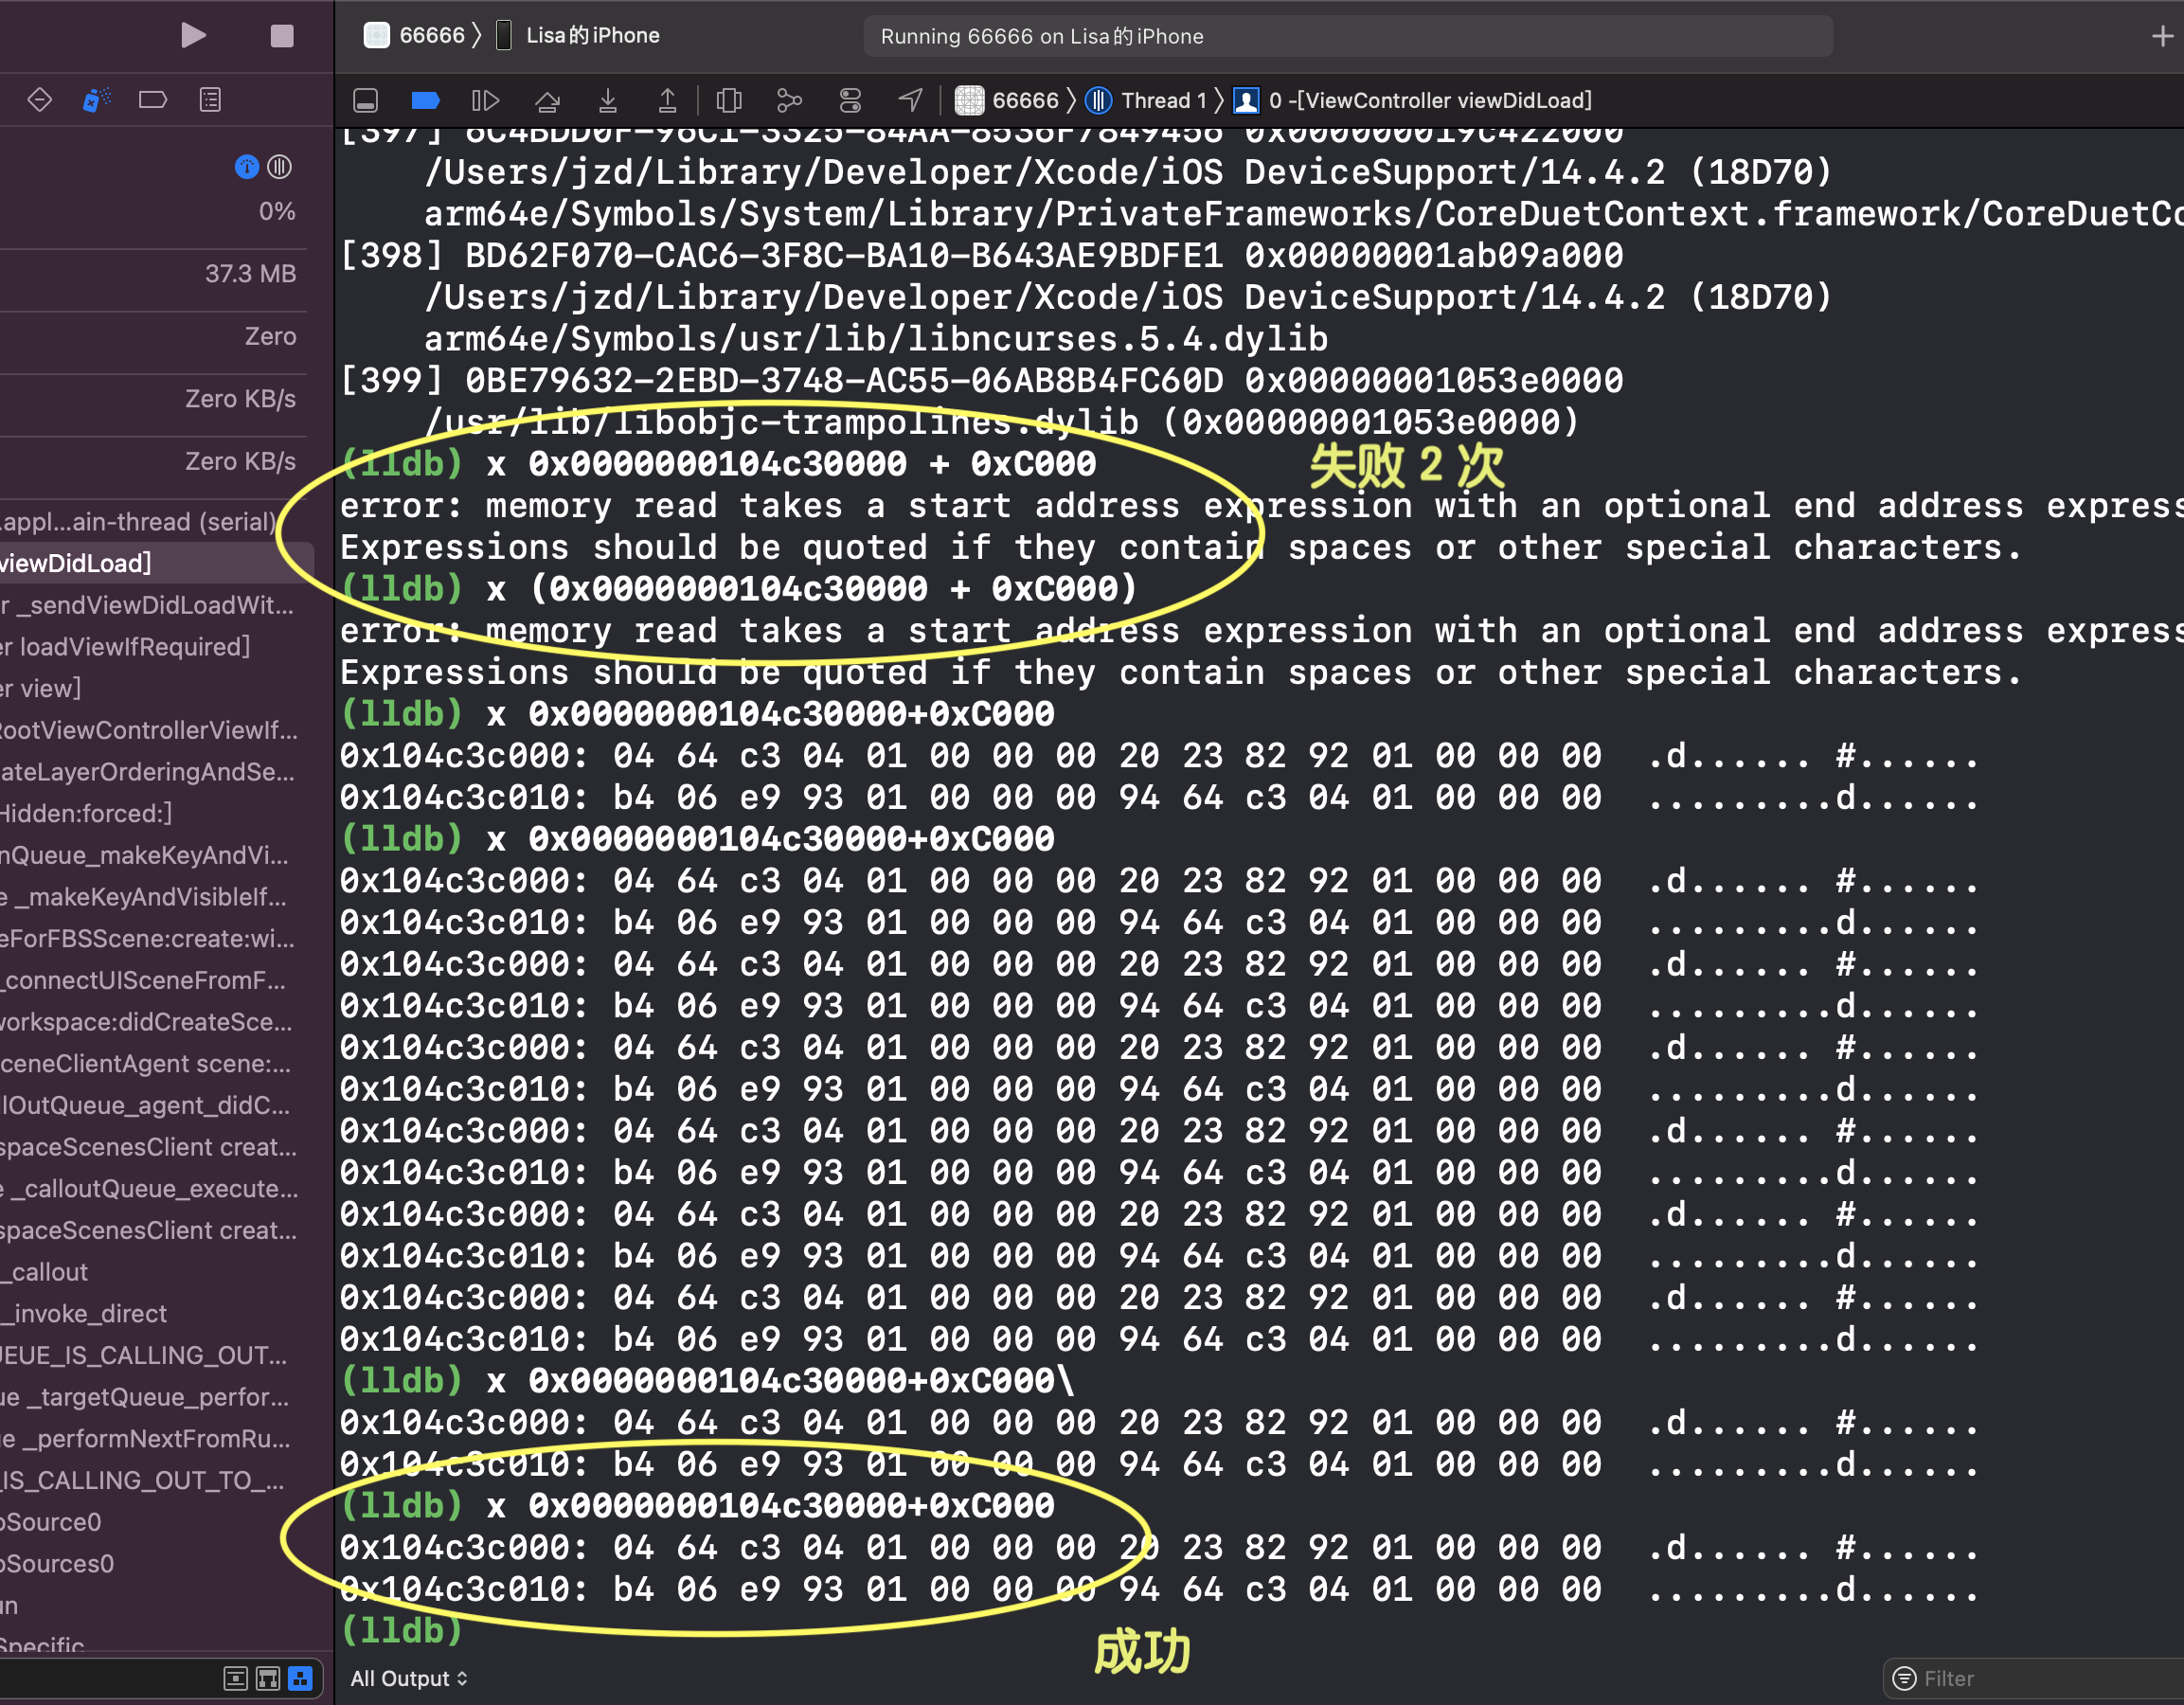 66666 〉 Lisa的iPhone
Running 66666 on Lisa的iPhone
66666 〉 Thread 1 〉 0 -[ViewController viewDidLoad]
0%
37.3 MB
Zero
Zero KB/s
Zero KB/s
.appl...ain-thread (serial)
viewDidLoad]
r _sendViewDidLoadWit...
er loadViewIfRequired]
er view]
RootViewControllerViewIf...
ateLayerOrderingAndSe...
Hidden:forced:]
nQueue_makeKeyAndVi...
e _makeKeyAndVisibleIf...
eForFBSScene:create:wi...
_connectUISceneFromF...
workspace:didCreateSce...
ceneClientAgent scene:...
llOutQueue_agent_didC...
spaceScenesClient creat...
e _calloutQueue_execute...
spaceScenesClient creat...
_callout
_invoke_direct
UEUE_IS_CALLING_OUT...
ue _targetQueue_perfor...
ue _performNextFromRu...
_IS_CALLING_OUT_TO_...
pSource0
pSources0
un
Specific
[397] 6C4BDD0F-96C1-3325-84AA-8536F7849456 0x000000019c422000
/Users/jzd/Library/Developer/Xcode/iOS DeviceSupport/14.4.2 (18D70)
arm64e/Symbols/System/Library/PrivateFrameworks/CoreDuetContext.framework/CoreDuetCo
[398] BD62F070-CAC6-3F8C-BA10-B643AE9BDFE1 0x00000001ab09a000
/Users/jzd/Library/Developer/Xcode/iOS DeviceSupport/14.4.2 (18D70)
arm64e/Symbols/usr/lib/libncurses.5.4.dylib
[399] 0BE79632-2EBD-3748-AC55-06AB8B4FC60D 0x00000001053e0000
/usr/lib/libobjc-trampolines.dylib (0x00000001053e0000)
(lldb) x 0x0000000104c30000 + 0xC000
失败 2 次
error: memory read takes a start address expression with an optional end address express
Expressions should be quoted if they contain spaces or other special characters.
(lldb) x (0x0000000104c30000 + 0xC000)
error: memory read takes a start address expression with an optional end address express
Expressions should be quoted if they contain spaces or other special characters.
(lldb) x 0x0000000104c30000+0xC000
0x104c3c000: 04 64 c3 04 01 00 00 00 20 23 82 92 01 00 00 00 .d...... #......
0x104c3c010: b4 06 e9 93 01 00 00 00 94 64 c3 04 01 00 00 00 .........d......
(lldb) x 0x0000000104c30000+0xC000
0x104c3c000: 04 64 c3 04 01 00 00 00 20 23 82 92 01 00 00 00 .d...... #......
0x104c3c010: b4 06 e9 93 01 00 00 00 94 64 c3 04 01 00 00 00 .........d......
0x104c3c000: 04 64 c3 04 01 00 00 00 20 23 82 92 01 00 00 00 .d...... #......
0x104c3c010: b4 06 e9 93 01 00 00 00 94 64 c3 04 01 00 00 00 .........d......
0x104c3c000: 04 64 c3 04 01 00 00 00 20 23 82 92 01 00 00 00 .d...... #......
0x104c3c010: b4 06 e9 93 01 00 00 00 94 64 c3 04 01 00 00 00 .........d......
0x104c3c000: 04 64 c3 04 01 00 00 00 20 23 82 92 01 00 00 00 .d...... #......
0x104c3c010: b4 06 e9 93 01 00 00 00 94 64 c3 04 01 00 00 00 .........d......
0x104c3c000: 04 64 c3 04 01 00 00 00 20 23 82 92 01 00 00 00 .d...... #......
0x104c3c010: b4 06 e9 93 01 00 00 00 94 64 c3 04 01 00 00 00 .........d......
0x104c3c000: 04 64 c3 04 01 00 00 00 20 23 82 92 01 00 00 00 .d...... #......
0x104c3c010: b4 06 e9 93 01 00 00 00 94 64 c3 04 01 00 00 00 .........d......
(lldb) x 0x0000000104c30000+0xC000\
0x104c3c000: 04 64 c3 04 01 00 00 00 20 23 82 92 01 00 00 00 .d...... #......
0x104c3c010: b4 06 e9 93 01 00 00 00 94 64 c3 04 01 00 00 00 .........d......
(lldb) x 0x0000000104c30000+0xC000
0x104c3c000: 04 64 c3 04 01 00 00 00 20 23 82 92 01 00 00 00 .d...... #......
0x104c3c010: b4 06 e9 93 01 00 00 00 94 64 c3 04 01 00 00 00 .........d......
(lldb)
成功
All Output
Filter